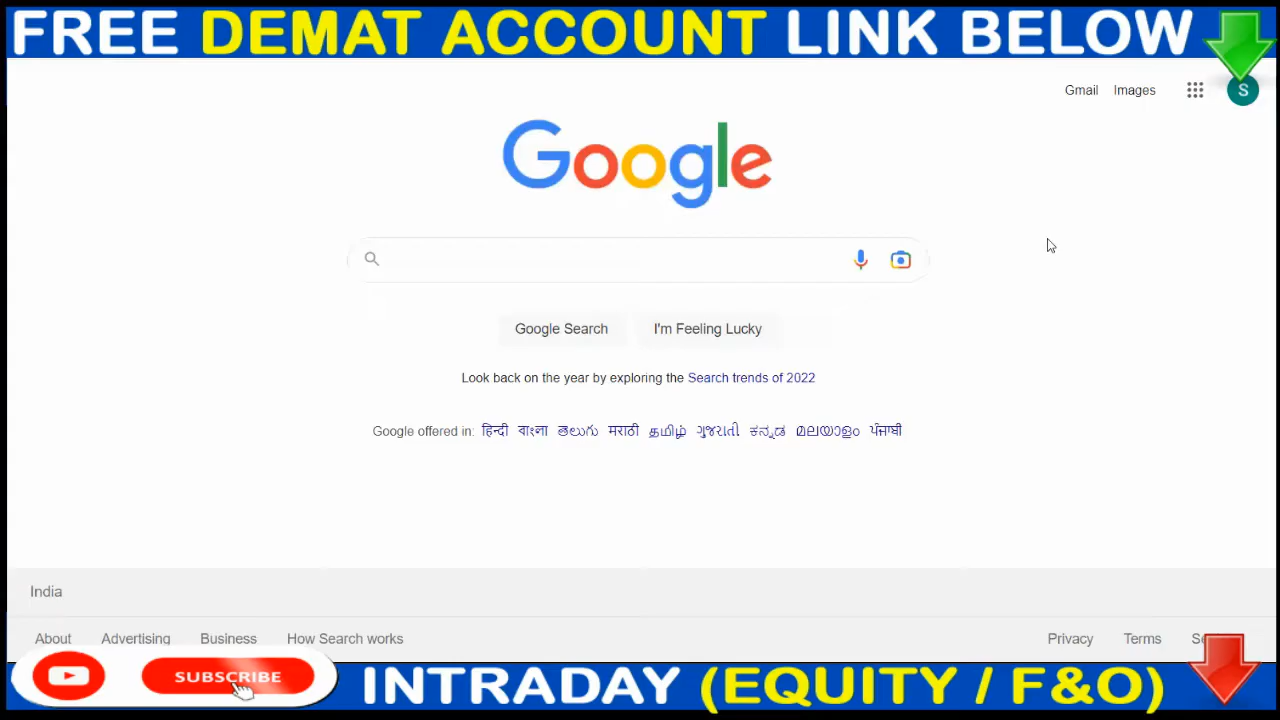 FREE DEMAT ACCOUNT LINK BELOW
Gmail Images S
Google
Google Search I'm Feeling Lucky
Look back on the year by exploring the Search trends of 2022
Google offered in: हिन्दी বাংলা తెలుగు मराठी தமிழ் ગુજરાતી ಕನ್ನಡ മലയാളം ਪੰਜਾਬੀ
India
About Advertising Business How Search works Privacy Terms
SUBSCRIBE
INTRADAY (EQUITY / F&O)